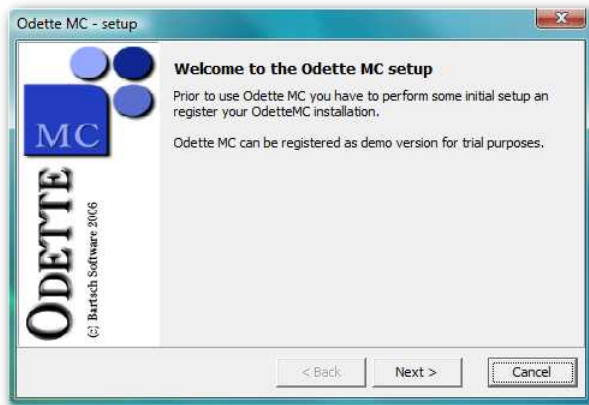 Odette MC - setup
MC
ODETTE
(c) Bartsch Software 2006
Welcome to the Odette MC setup
Prior to use Odette MC you have to perform some initial setup an
register your OdetteMC installation.
Odette MC can be registered as demo version for trial purposes.
< Back
Next >
Cancel